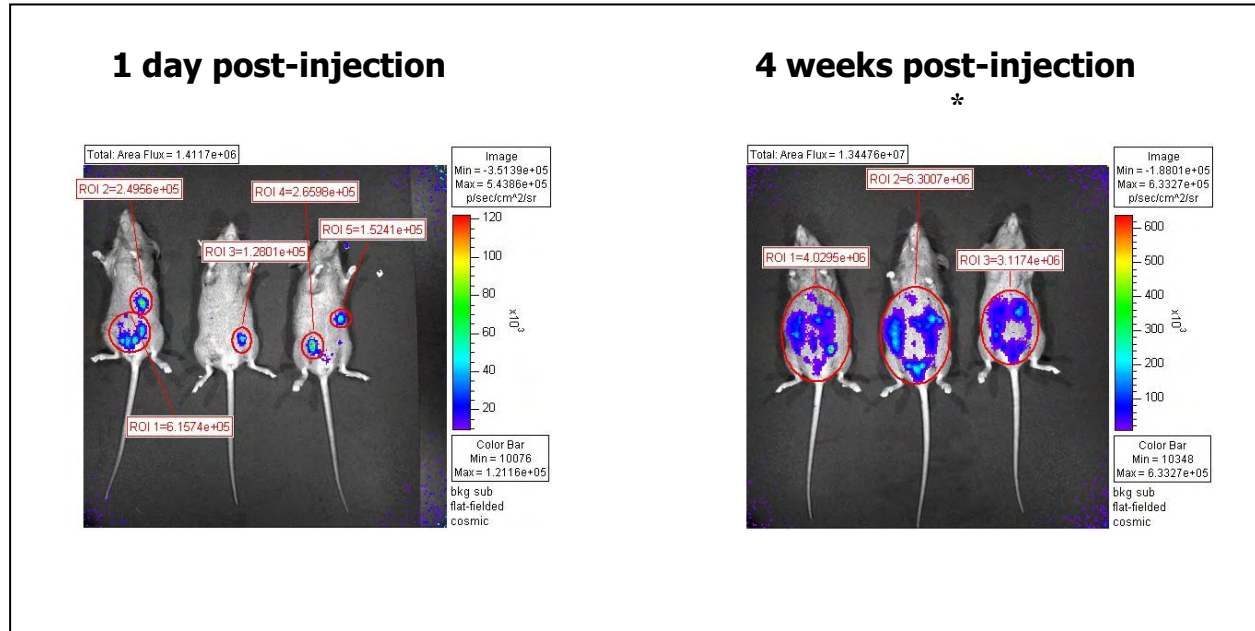 1 day post-injection
4 weeks post-injection
*
Total: Area Flux = 1.4117e+06
ROI 2=2.4956e+05
ROI 4=2.6598e+05
ROI 5=1.5241e+05
ROI 3=1.2801e+05
ROI 1=6.1574e+05
Image
Min = -3.5139e+05
Max = 5.4386e+05
p/sec/cm^2/sr
120
100
80
60
40
20
x10^3
Color Bar
Min = 10076
Max = 1.2116e+05
bkg sub
flat-fielded
cosmic
Total: Area Flux = 1.34476e+07
ROI 2=6.3007e+06
ROI 1=4.0295e+06
ROI 3=3.1174e+06
Image
Min = -1.8801e+05
Max = 6.3327e+05
p/sec/cm^2/sr
600
500
400
300
200
100
x10^3
Color Bar
Min = 10348
Max = 6.3327e+05
bkg sub
flat-fielded
cosmic